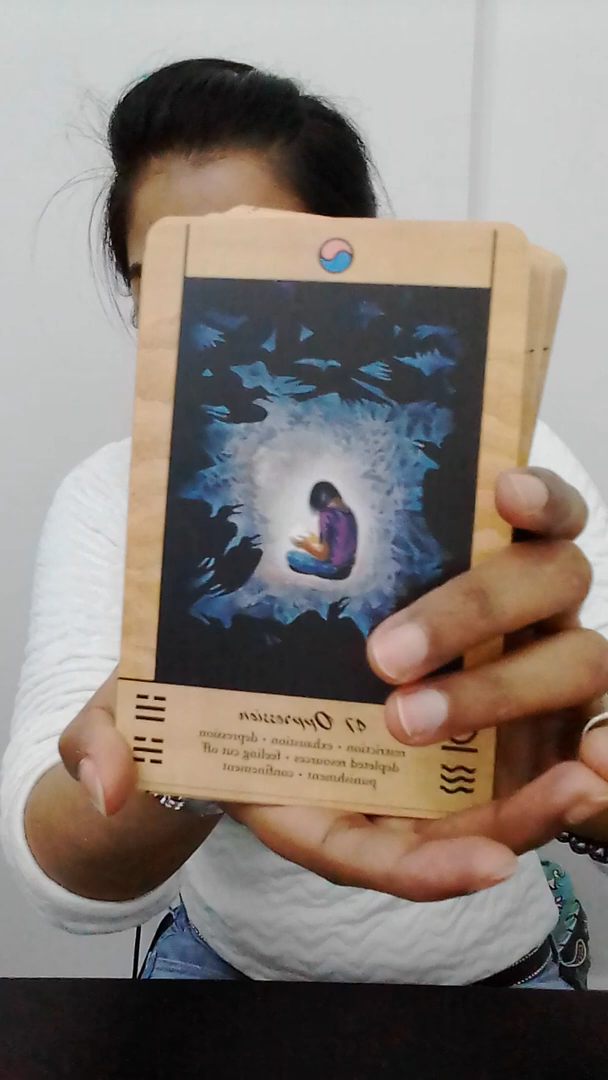 47 Oppression
restriction • exhaustion • depression
depleted resources • feeling cut off
punishment • confinement